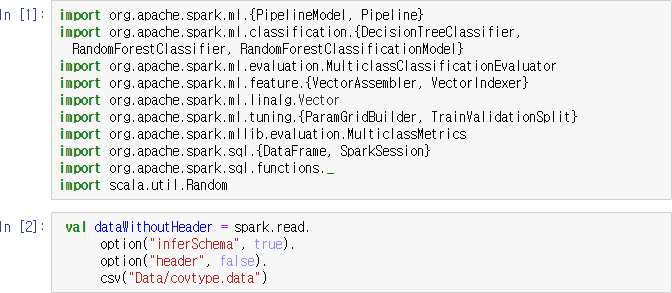 In [1]: import org.apache.spark.ml.{PipelineModel, Pipeline}
import org.apache.spark.ml.classification.{DecisionTreeClassifier,
RandomForestClassifier, RandomForestClassificationModel}
import org.apache.spark.ml.evaluation.MulticlassClassificationEvaluator
import org.apache.spark.ml.feature.{VectorAssembler, VectorIndexer}
import org.apache.spark.ml.linalg.Vector
import org.apache.spark.ml.tuning.{ParamGridBuilder, TrainValidationSplit}
import org.apache.spark.mllib.evaluation.MulticlassMetrics
import org.apache.spark.sql.{DataFrame, SparkSession}
import org.apache.spark.sql.functions._
import scala.util.Random
In [2]: val dataWithoutHeader = spark.read.
option("inferSchema", true).
option("header", false).
csv("Data/covtype.data")